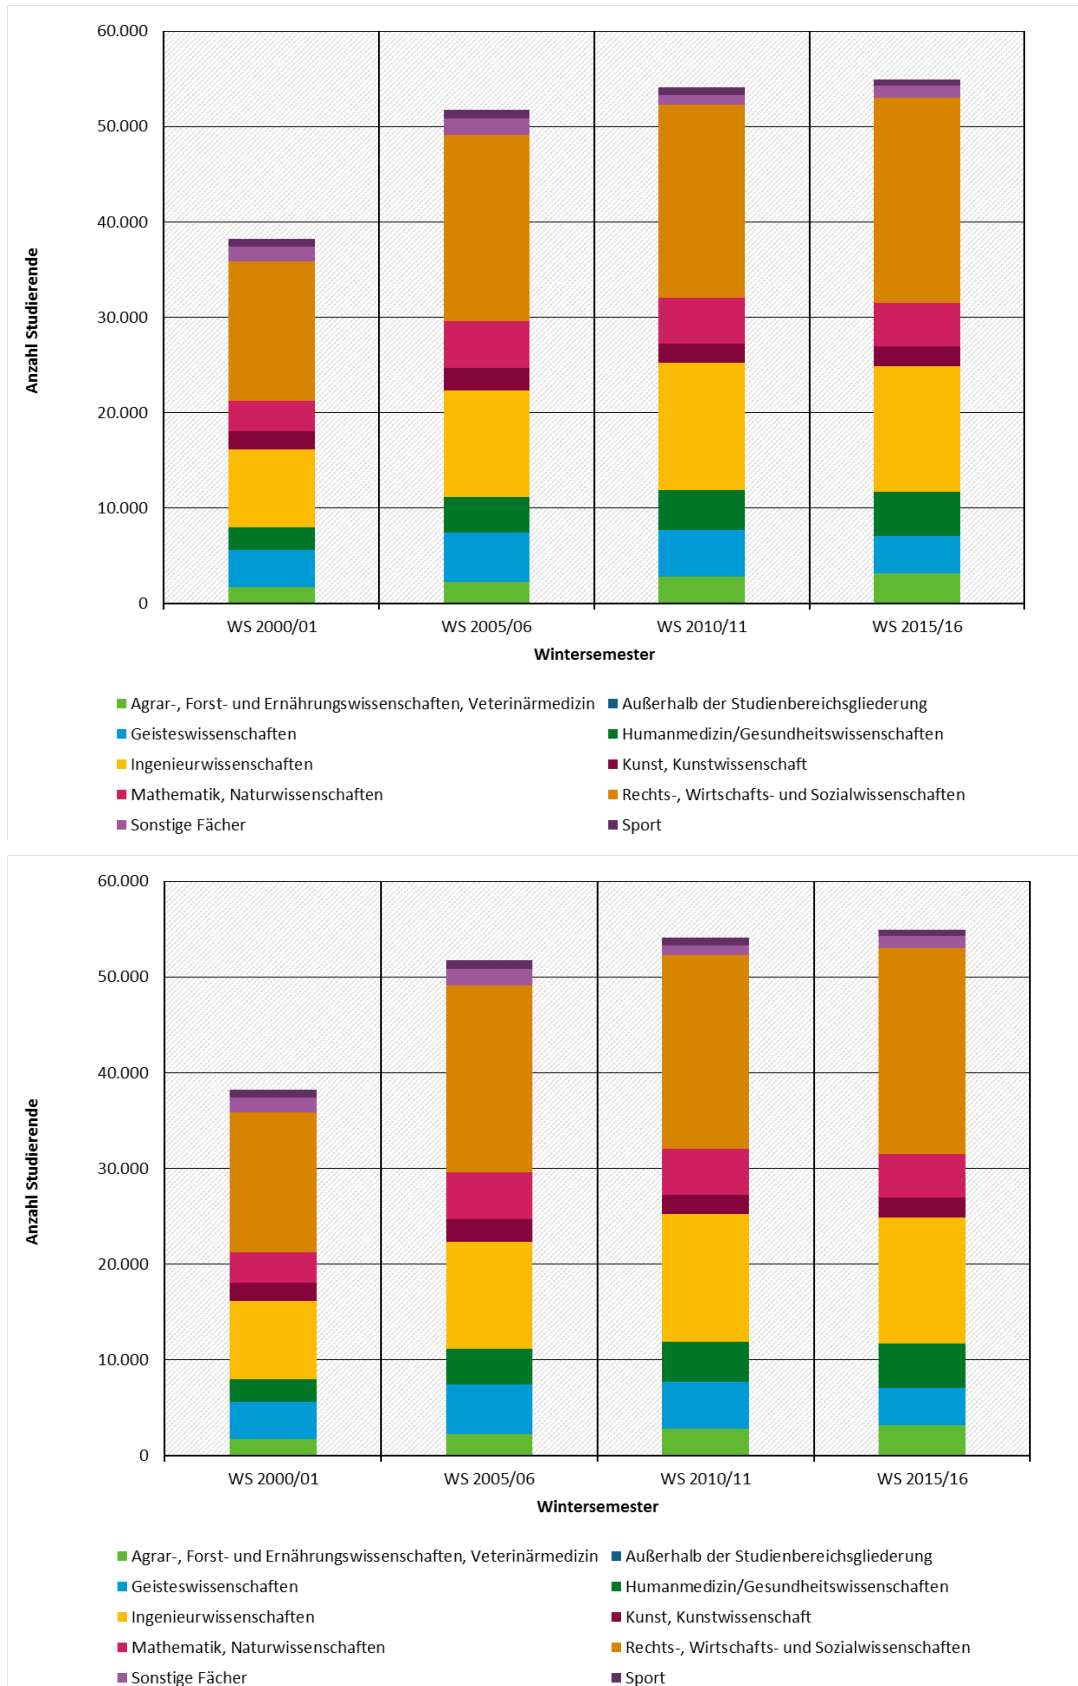 60.000
50.000
40.000
30.000
20.000
10.000
0
Anzahl Studierende
WS 2000/01 WS 2005/06 WS 2010/11 WS 2015/16
Wintersemester
Agrar-, Forst- und Ernährungswissenschaften, Veterinärmedizin Außerhalb der Studienbereichsgliederung
Geisteswissenschaften Humanmedizin/Gesundheitswissenschaften
Ingenieurwissenschaften Kunst, Kunstwissenschaft
Mathematik, Naturwissenschaften Rechts-, Wirtschafts- und Sozialwissenschaften
Sonstige Fächer Sport
60.000
50.000
40.000
30.000
20.000
10.000
0
Anzahl Studierende
WS 2000/01 WS 2005/06 WS 2010/11 WS 2015/16
Wintersemester
Agrar-, Forst- und Ernährungswissenschaften, Veterinärmedizin Außerhalb der Studienbereichsgliederung
Geisteswissenschaften Humanmedizin/Gesundheitswissenschaften
Ingenieurwissenschaften Kunst, Kunstwissenschaft
Mathematik, Naturwissenschaften Rechts-, Wirtschafts- und Sozialwissenschaften
Sonstige Fächer Sport